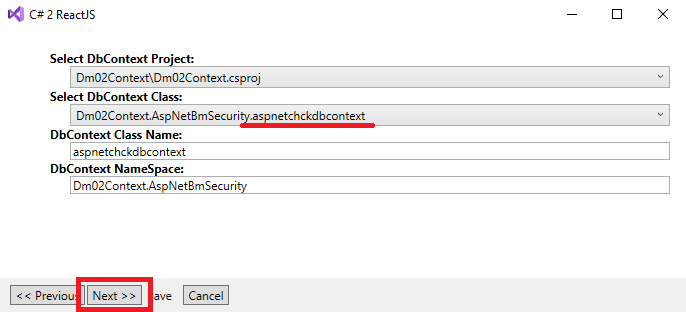 C# 2 ReactJS
Select DbContext Project:
Dm02Context\Dm02Context.csproj
Select DbContext Class:
Dm02Context.AspNetBmSecurity.aspnetchckdbcontext
DbContext Class Name:
aspnetchckdbcontext
DbContext NameSpace:
Dm02Context.AspNetBmSecurity
<< Previous Next >> ave Cancel